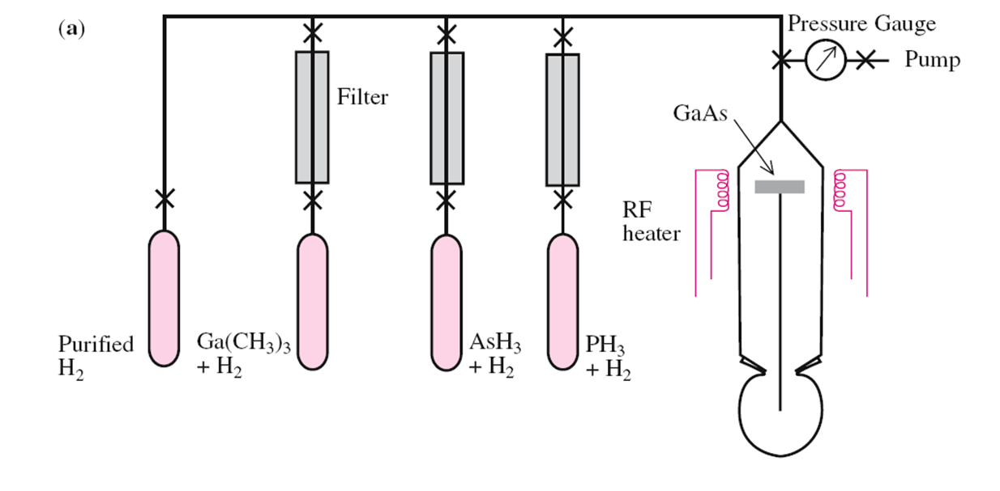 (a)
Pressure Gauge
Pump
Filter
GaAs
RF
heater
Purified
H₂
Ga(CH₃)₃
+ H₂
AsH₃
+ H₂
PH₃
+ H₂